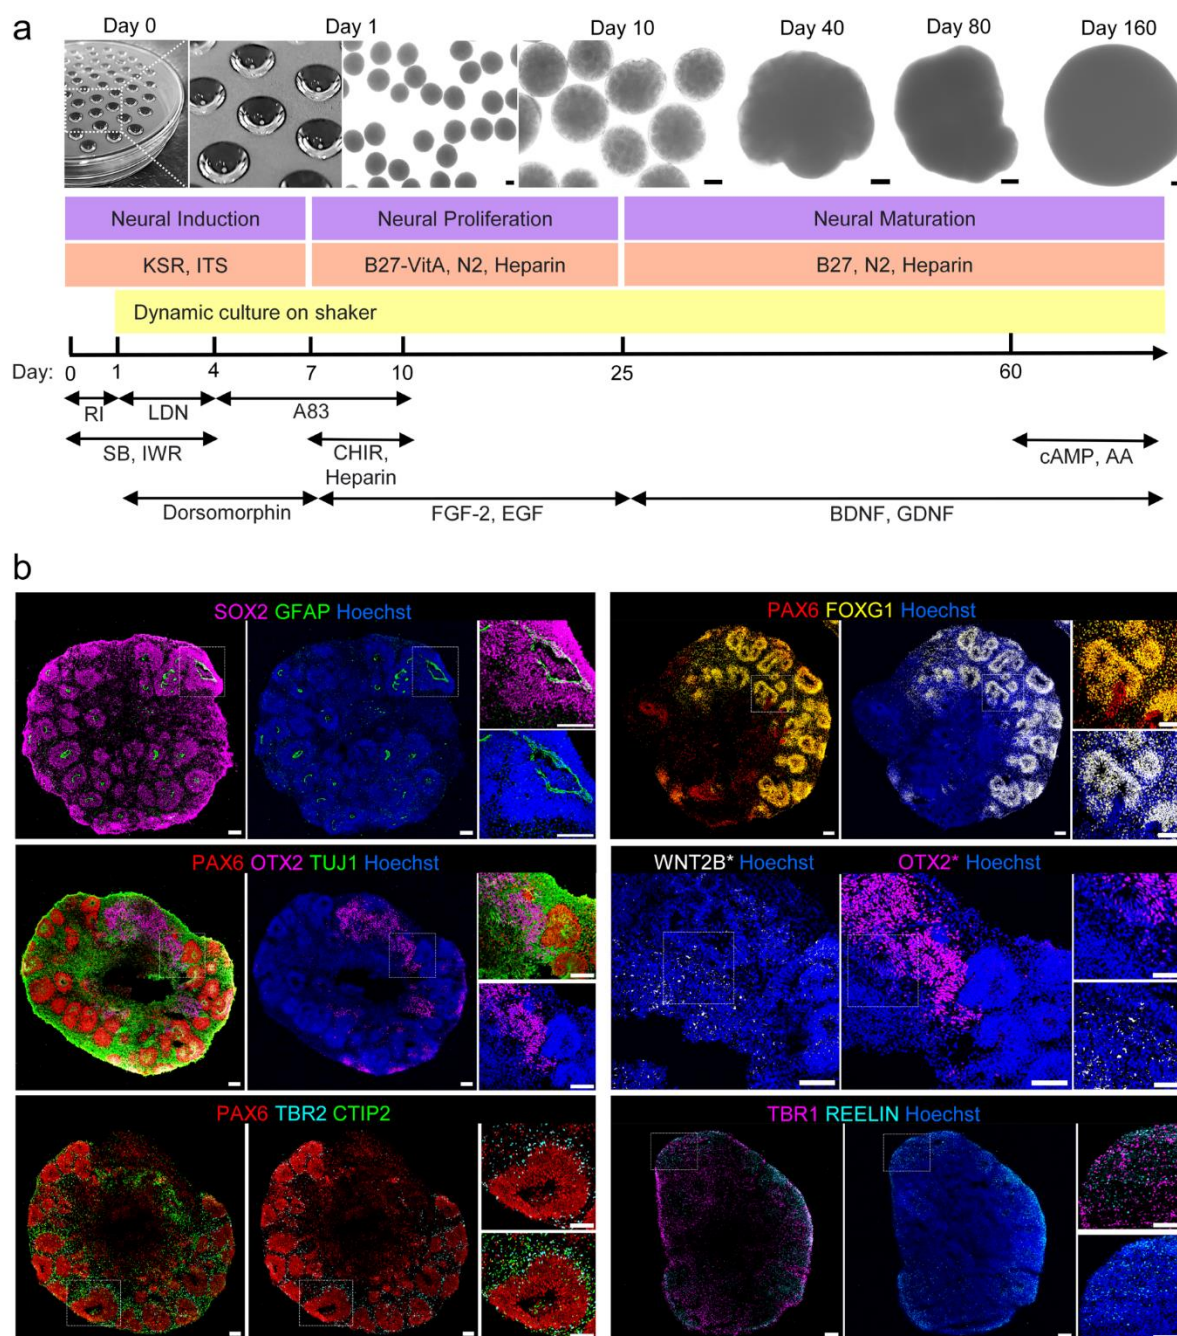 a
Day 0
Day 1
Day 10
Day 40
Day 80
Day 160
Neural Induction
Neural Proliferation
Neural Maturation
KSR, ITS
B27-VitA, N2, Heparin
B27, N2, Heparin
Dynamic culture on shaker
Day: 0 1 4 7 10 25 60
RI
LDN
A83
SB, IWR
CHIR,
Heparin
cAMP, AA
Dorsomorphin
FGF-2, EGF
BDNF, GDNF
b
SOX2 GFAP Hoechst
PAX6 FOXG1 Hoechst
PAX6 OTX2 TUJ1 Hoechst
WNT2B* Hoechst
OTX2* Hoechst
PAX6 TBR2 CTIP2
TBR1 REELIN Hoechst